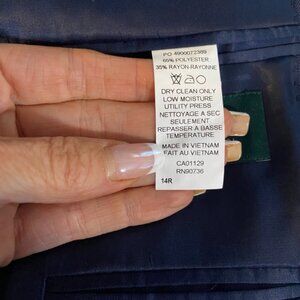 PO 4900072389
65% POLYESTER
35% RAYON-RAYONNE
DRY CLEAN ONLY
LOW MOISTURE
UTILITY PRESS
NETTOYAGE A SEC
SEULEMENT
REPASSER A BASSE
TEMPERATURE
MADE IN VIETNAM
FAIT AU VIETNAM
CA01129
RN90736
14R